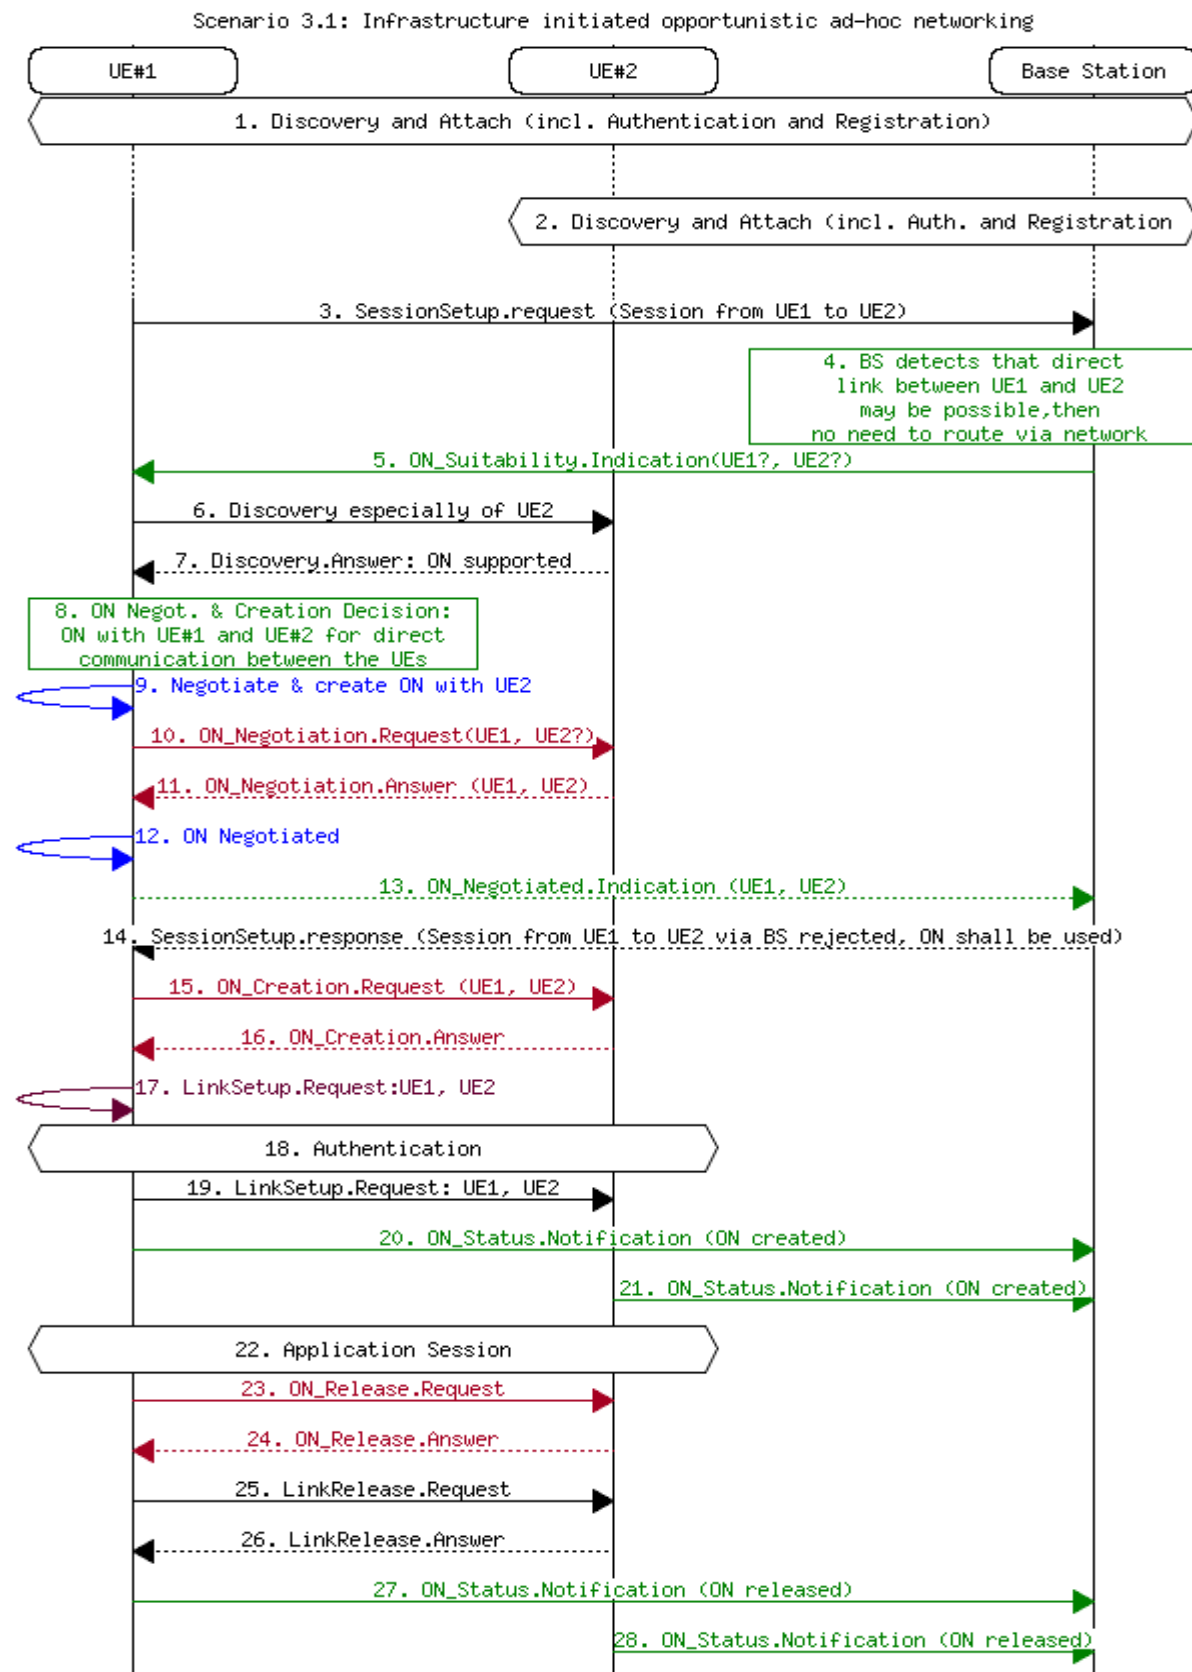 Scenario 3.1: Infrastructure initiated opportunistic ad-hoc networking
UE#1
UE#2
Base Station
1. Discovery and Attach (incl. Authentication and Registration)
2. Discovery and Attach (incl. Auth. and Registration
3. SessionSetup.request (Session from UE1 to UE2)
4. BS detects that direct
link between UE1 and UE2
may be possible,then
no need to route via network
5. ON_Suitability.Indication(UE1?, UE2?)
6. Discovery especially of UE2
7. Discovery.Answer: ON supported
8. ON Negot. & Creation Decision:
ON with UE#1 and UE#2 for direct
communication between the UEs
9. Negotiate & create ON with UE2
10. ON_Negotiation.Request(UE1, UE2?)
11. ON_Negotiation.Answer (UE1, UE2)
12. ON Negotiated
13. ON_Negotiated.Indication (UE1, UE2)
14. SessionSetup.response (Session from UE1 to UE2 via BS rejected, ON shall be used)
15. ON_Creation.Request (UE1, UE2)
16. ON_Creation.Answer
17. LinkSetup.Request:UE1, UE2
18. Authentication
19. LinkSetup.Request: UE1, UE2
20. ON_Status.Notification (ON created)
21. ON_Status.Notification (ON created)
22. Application Session
23. ON_Release.Request
24. ON_Release.Answer
25. LinkRelease.Request
26. LinkRelease.Answer
27. ON_Status.Notification (ON released)
28. ON_Status.Notification (ON released)